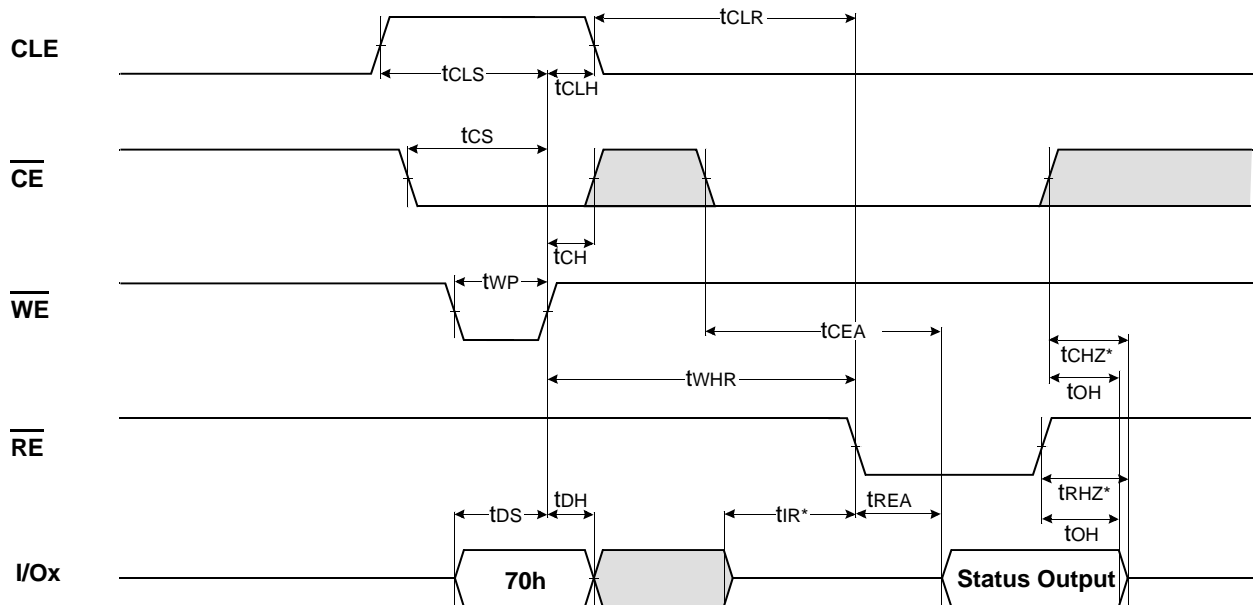 tCLR
CLE
tCLS
tCLH
tCS
CE
tCH
tWP
WE
tCEA
tCHZ*
tWHR
tOH
RE
tRHZ*
tDH
tDS
tIR*
tREA
tOH
I/Ox
70h
Status Output